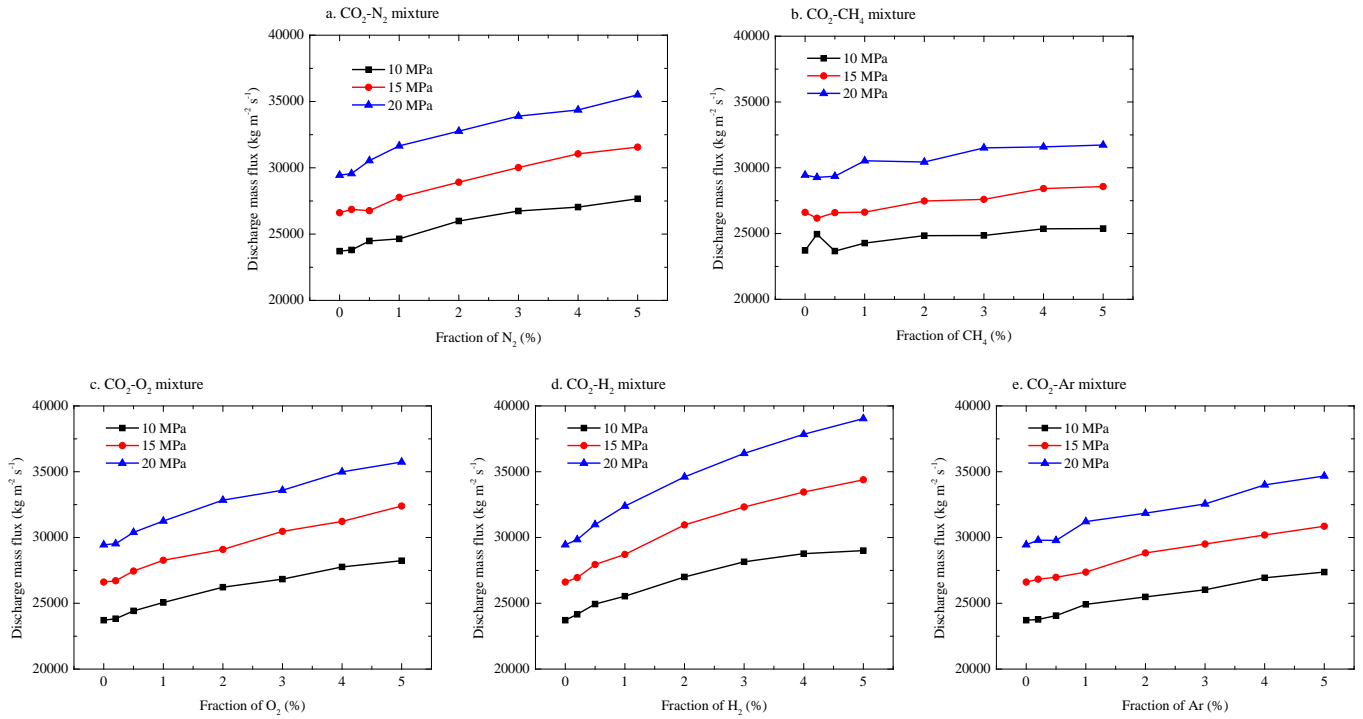 a. CO₂-N₂ mixture
40000
35000
30000
25000
20000
Discharge mass flux (kg m⁻² s⁻¹)
10 MPa
15 MPa
20 MPa
0 1 2 3 4 5
Fraction of N₂ (%)
b. CO₂-CH₄ mixture
40000
35000
30000
25000
20000
Discharge mass flux (kg m⁻² s⁻¹)
10 MPa
15 MPa
20 MPa
0 1 2 3 4 5
Fraction of CH₄ (%)
c. CO₂-O₂ mixture
40000
35000
30000
25000
20000
Discharge mass flux (kg m⁻² s⁻¹)
10 MPa
15 MPa
20 MPa
0 1 2 3 4 5
Fraction of O₂ (%)
d. CO₂-H₂ mixture
40000
35000
30000
25000
20000
Discharge mass flux (kg m⁻² s⁻¹)
10 MPa
15 MPa
20 MPa
0 1 2 3 4 5
Fraction of H₂ (%)
e. CO₂-Ar mixture
40000
35000
30000
25000
20000
Discharge mass flux (kg m⁻² s⁻¹)
10 MPa
15 MPa
20 MPa
0 1 2 3 4 5
Fraction of Ar (%)